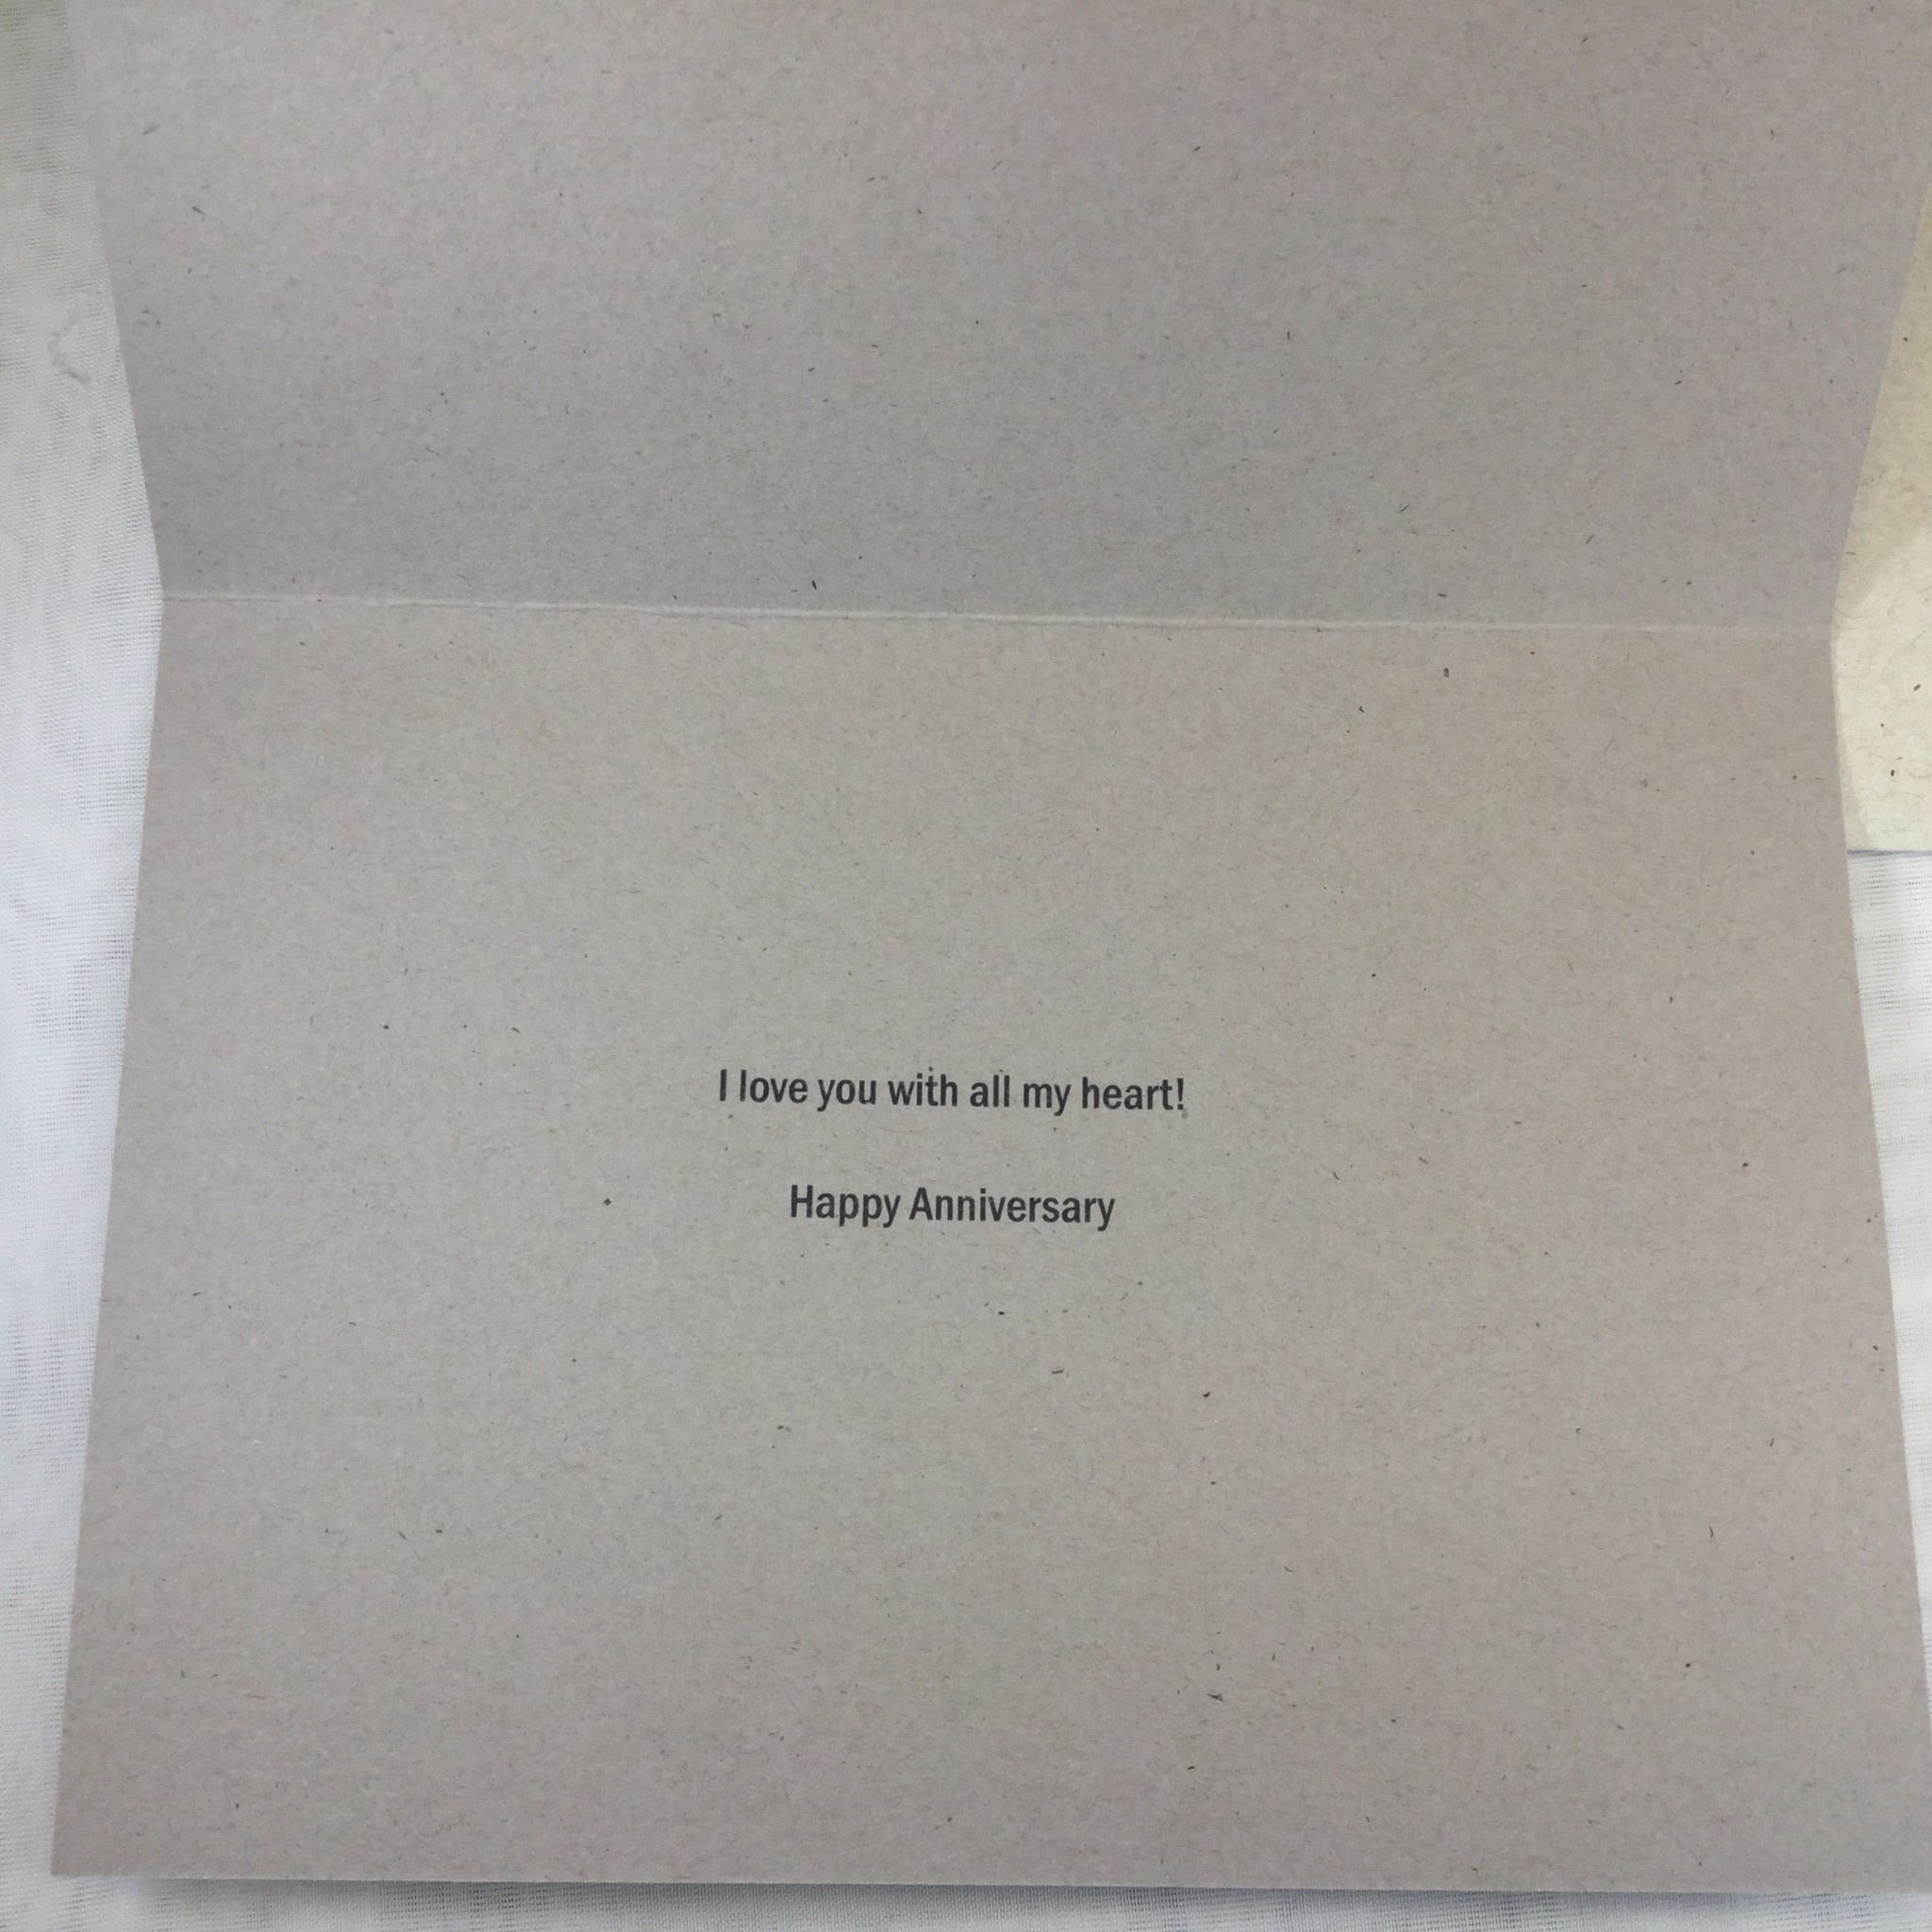 I love you with all my heart!
Happy Anniversary